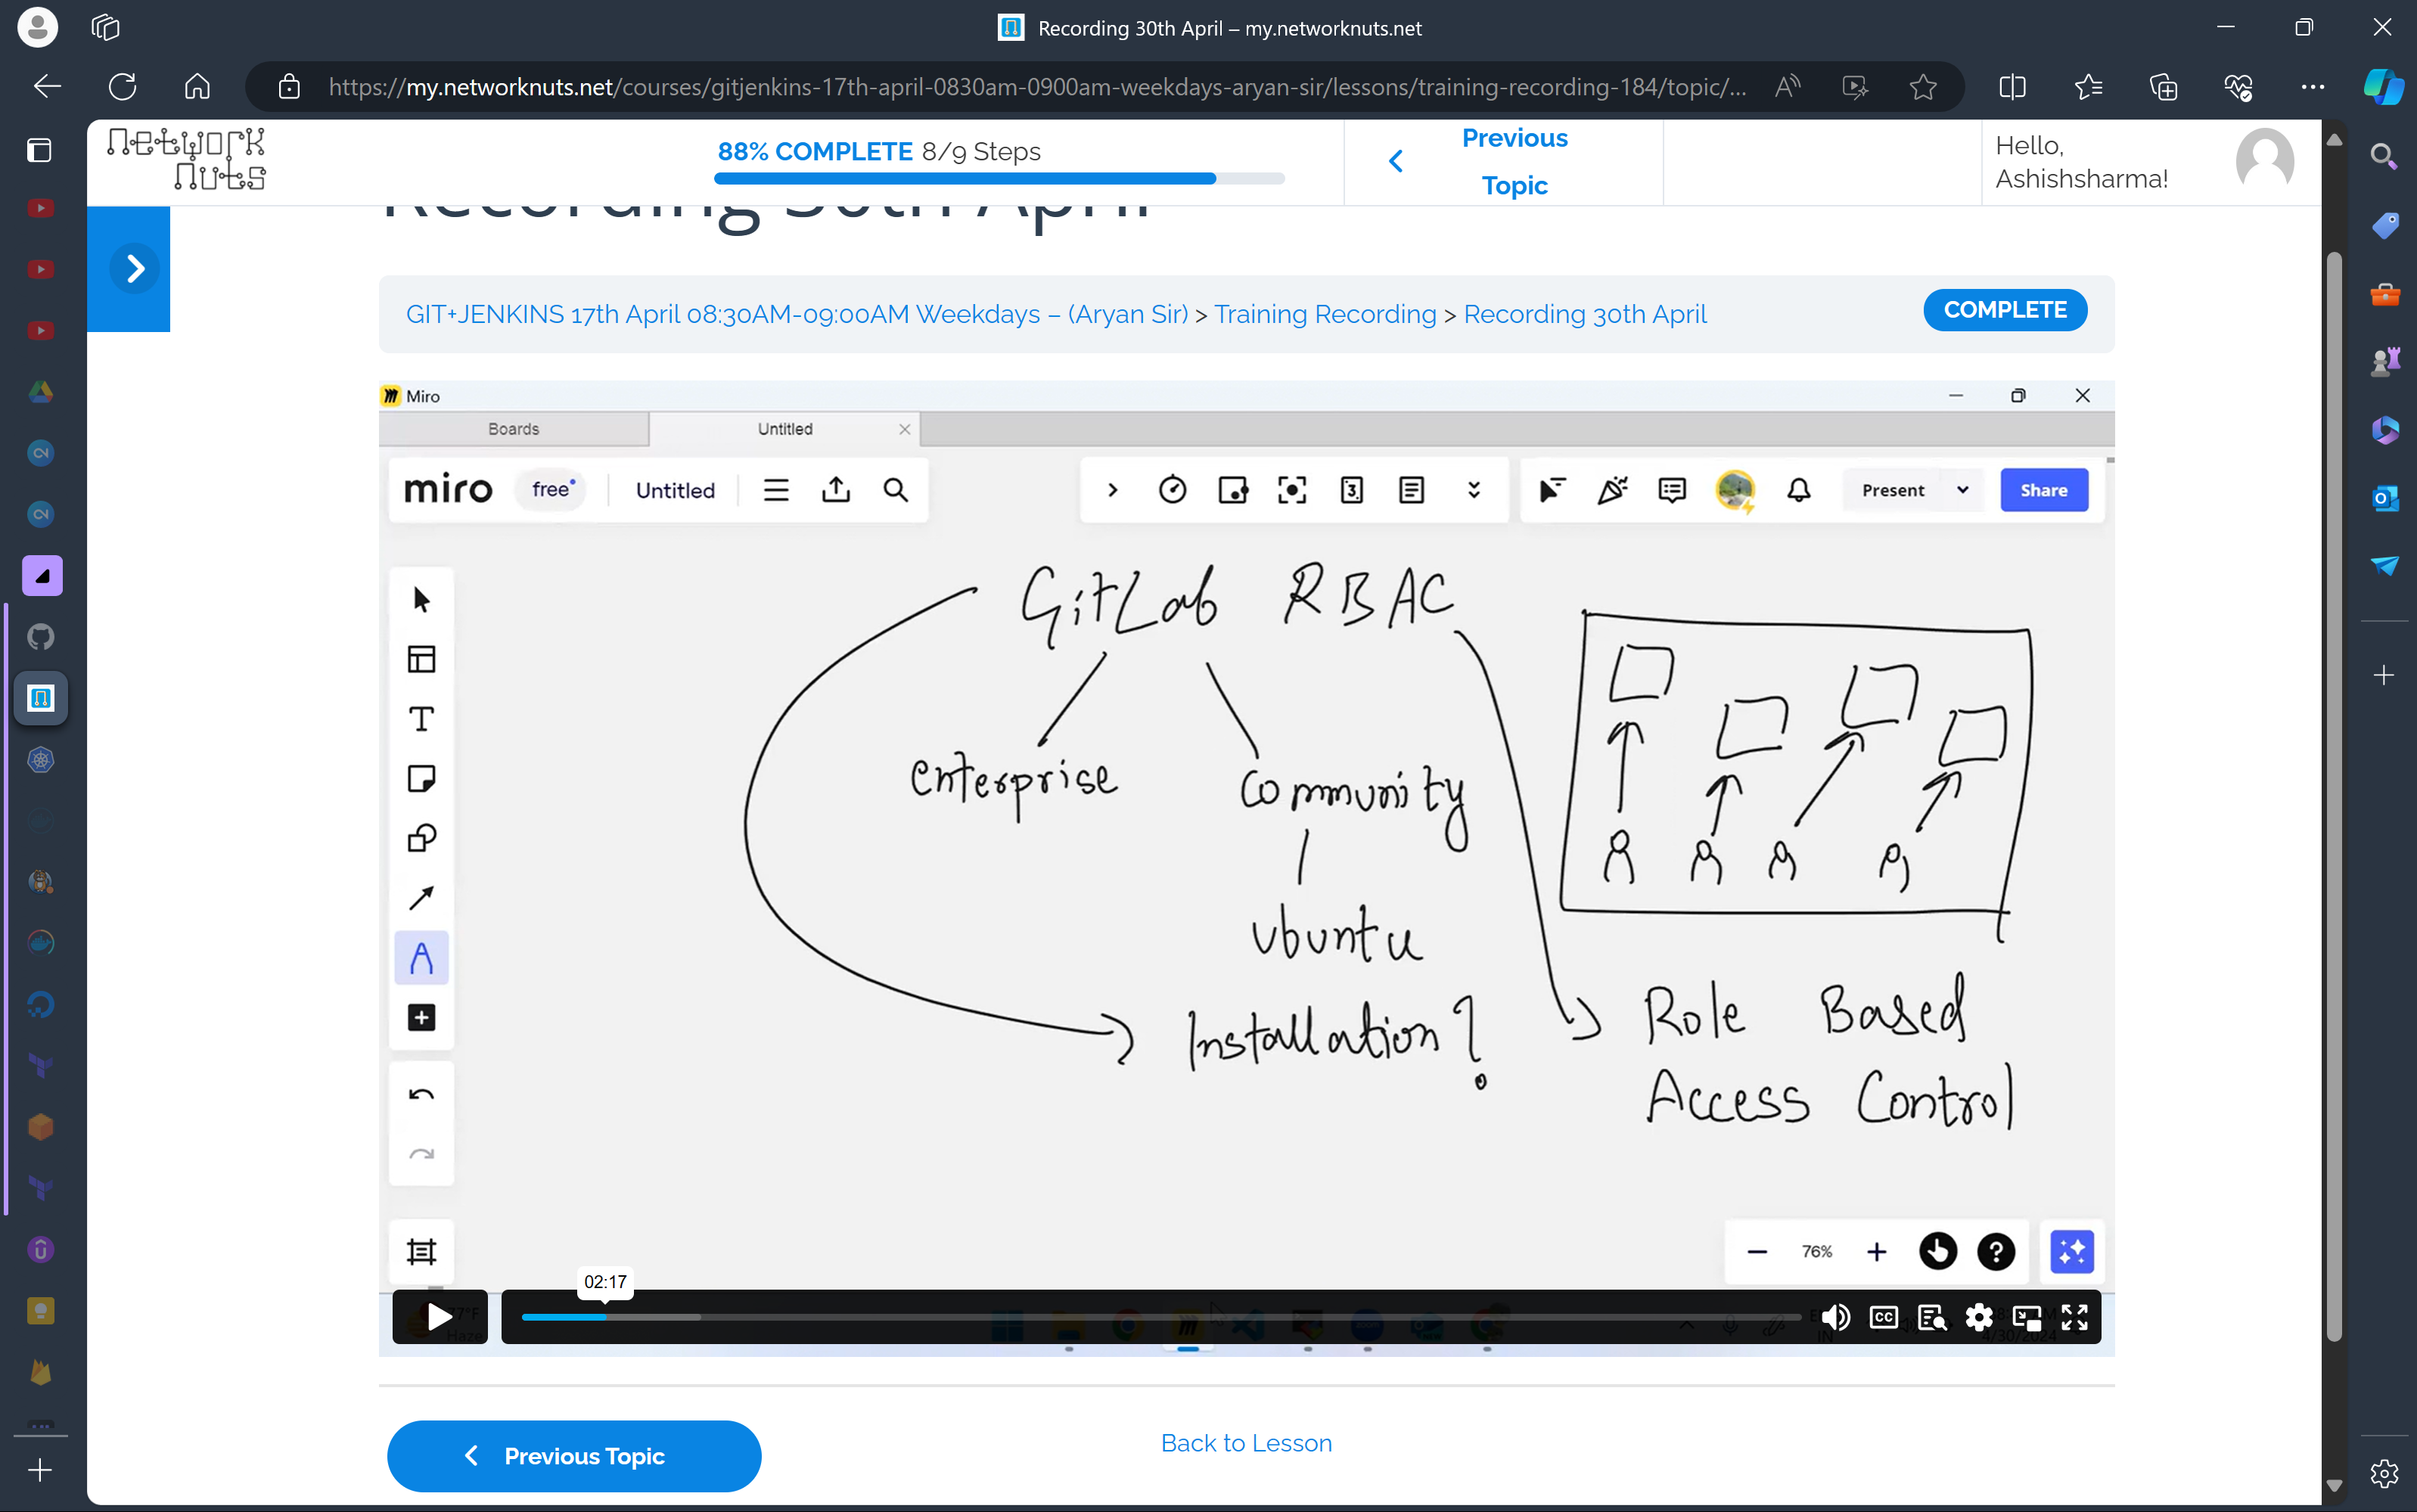 Recording 30th April – my.networknuts.net
https://my.networknuts.net/courses/gitjenkins-17th-april-0830am-0900am-weekdays-aryan-sir/lessons/training-recording-184/topic/...
network
nuts
88% COMPLETE 8/9 Steps
Previous
Topic
Hello,
Ashishsharma!
Recording 30th April
GIT+JENKINS 17th April 08:30AM-09:00AM Weekdays – (Aryan Sir) > Training Recording > Recording 30th April
COMPLETE
Miro
Boards
Untitled
miro
free
Untitled
Present
Share
GitLab RBAC
enterprise
Community
ubuntu
Installation?
Role Based
Access Control
76%
02:17
CC
Previous Topic
Back to Lesson